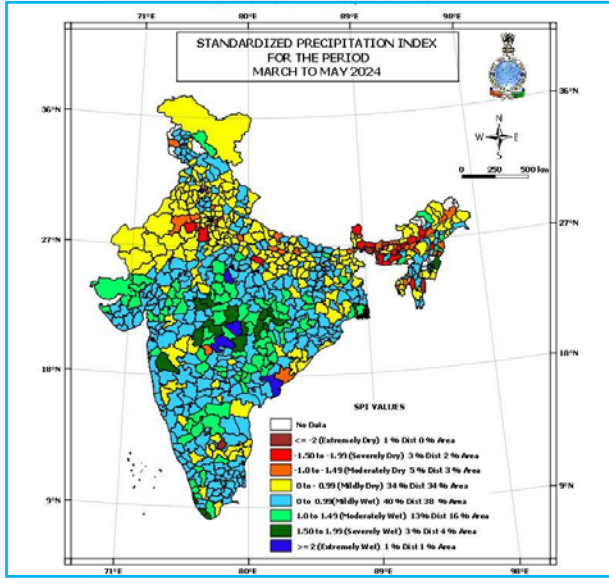 71°E 80°E 89°E 98°E
STANDARDIZED PRECIPITATION INDEX
FOR THE PERIOD
MARCH TO MAY 2024
36°N 36°N
N
W E
S
0 250 500 km
27°N 27°N
18°N 18°N
SPI VALUES
No Data
<= -2 (Extremely Dry) 1 % Dist 0 % Area
-1.50 to -1.99 (Severely Dry) 3 % Dist 2 % Area
-1.0 to -1.49 (Moderately Dry) 5 % Dist 3 % Area
0 to - 0.99 (Mildly Dry) 34 % Dist 34 % Area
0 to 0.99 (Mildly Wet) 40 % Dist 38 % Area
1.0 to 1.49 (Moderately Wet) 13% Dist 16 % Area
1.50 to 1.99 (Severely Wet) 3 % Dist 4 % Area
>= 2 (Extremely Wet) 1 % Dist 1 % Area
9°N 9°N
71°E 80°E 89°E 98°E